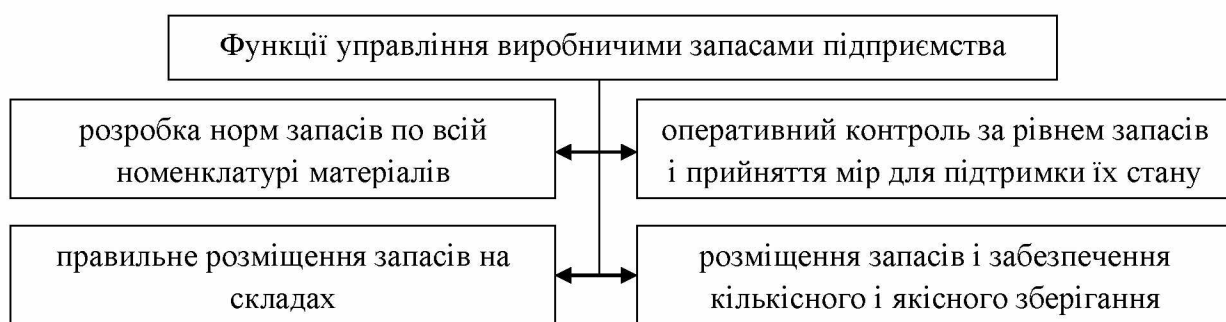 Функції управління виробничими запасами підприємства
розробка норм запасів по всій
номенклатурі матеріалів
оперативний контроль за рівнем запасів
і прийняття мір для підтримки їх стану
правильне розміщення запасів на
складах
розміщення запасів і забезпечення
кількісного і якісного зберігання